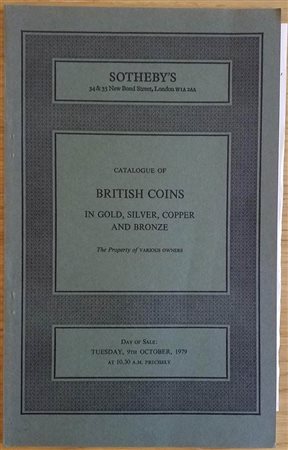 SOTHEBY'S
34 & 35 New Bond Street, London W1A 2AA
CATALOGUE OF
BRITISH COINS
IN GOLD, SILVER, COPPER
AND BRONZE
The Property of VARIOUS OWNERS
DAY OF SALE:
TUESDAY, 9TH OCTOBER, 1979
AT 10.30 A.M. PRECISELY